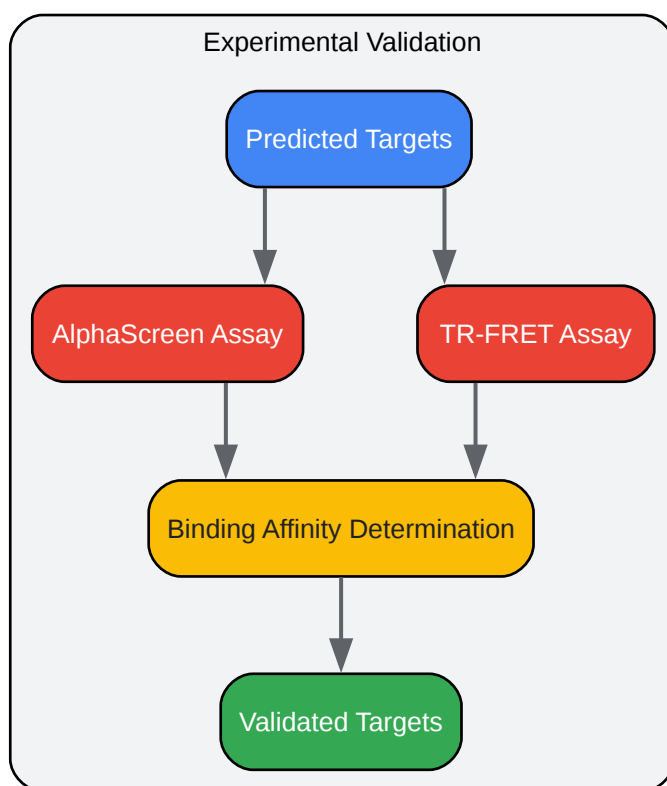 Experimental Validation
Predicted Targets
AlphaScreen Assay
TR-FRET Assay
Binding Affinity Determination
Validated Targets